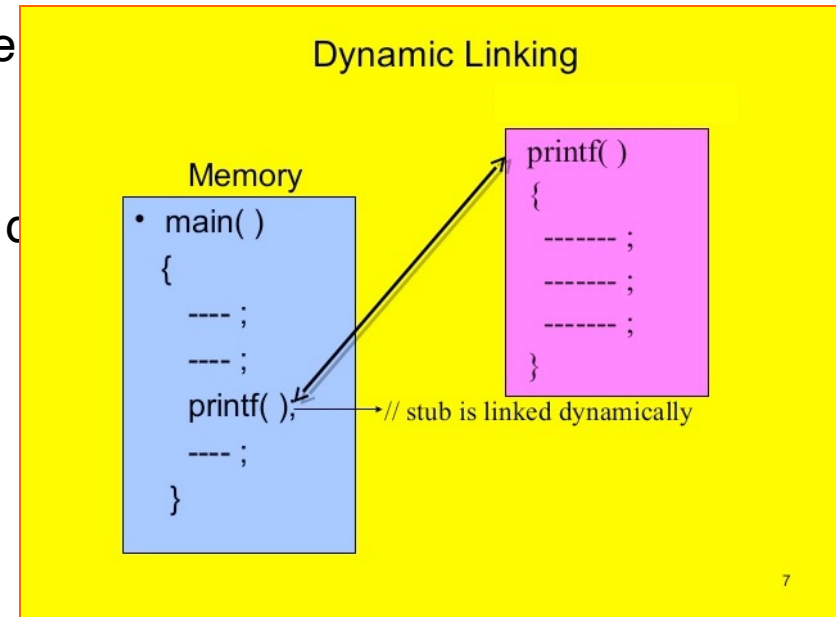 e
Dynamic Linking
c
Memory
• main( )
{
---- ;
---- ;
printf( );
---- ;
}
printf( )
{
------- ;
------- ;
------- ;
}
// stub is linked dynamically
7